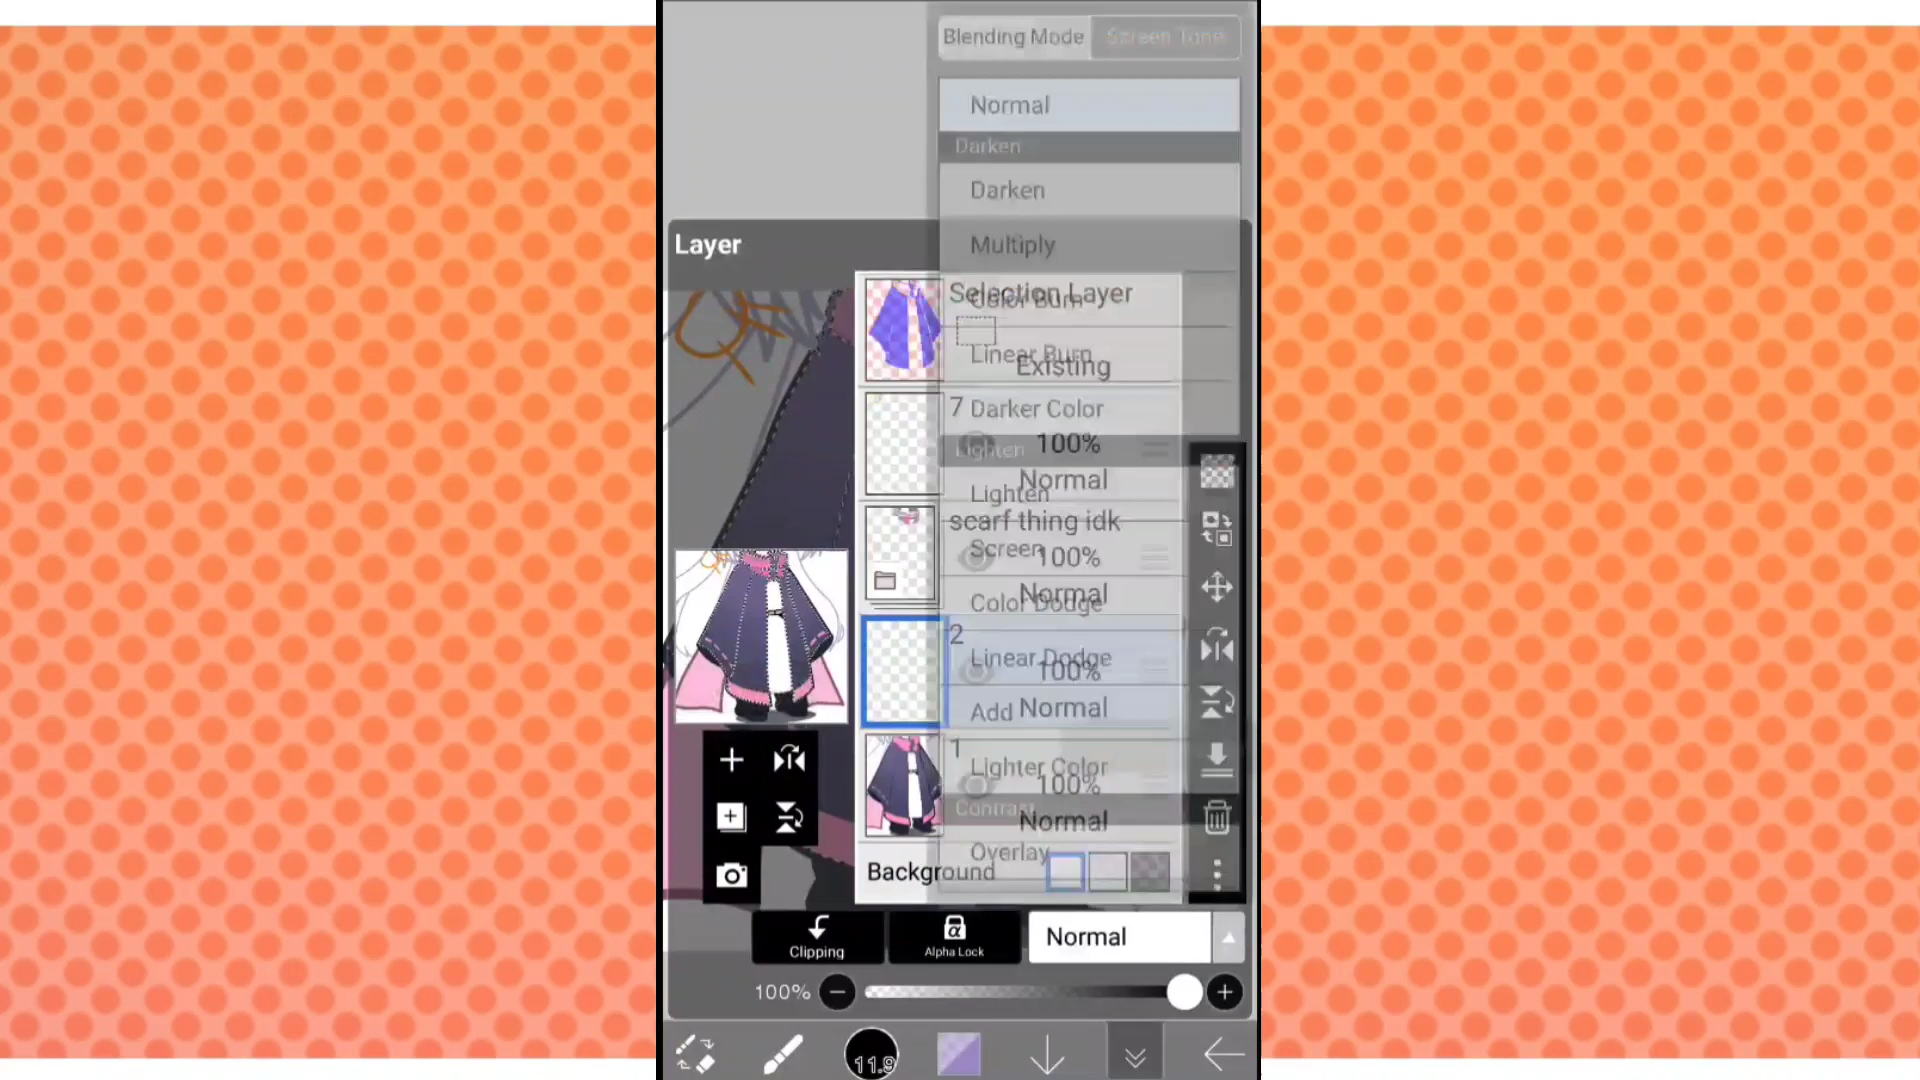 Blending Mode
Screen Tone
Normal
Darken
Darken
Multiply
Layer
Selection Layer
Color Burn
Linear Burn
Existing
7
Darker Color
100%
Lighten
Normal
Lighten
scarf thing idk
Screen
100%
Normal
Color Dodge
2
Linear Dodge
100%
Add
Normal
1
Lighter Color
100%
Contrast
Normal
Overlay
Background
Clipping
Alpha Lock
Normal
100%
11.9